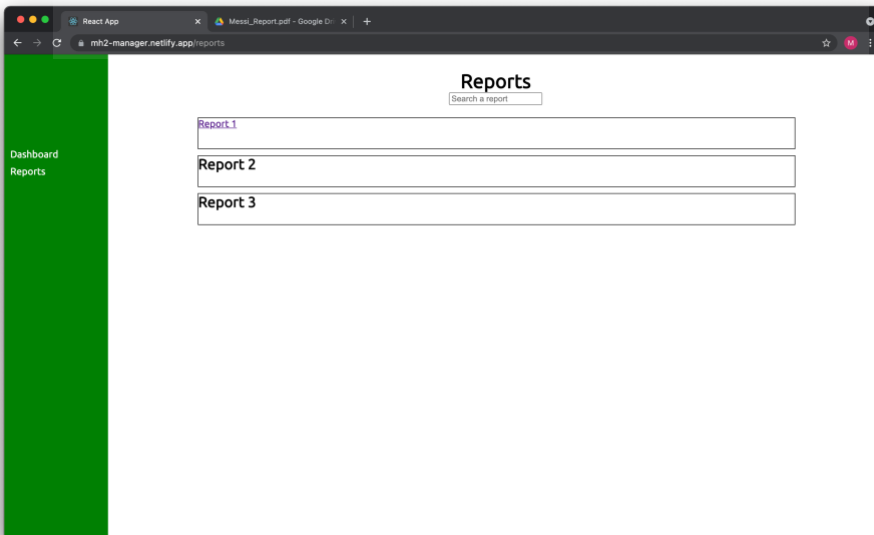 React App
Messi_Report.pdf - Google Dri
mh2-manager.netlify.app/reports
M
Reports
Search a report
Dashboard
Reports
Report 1
Report 2
Report 3